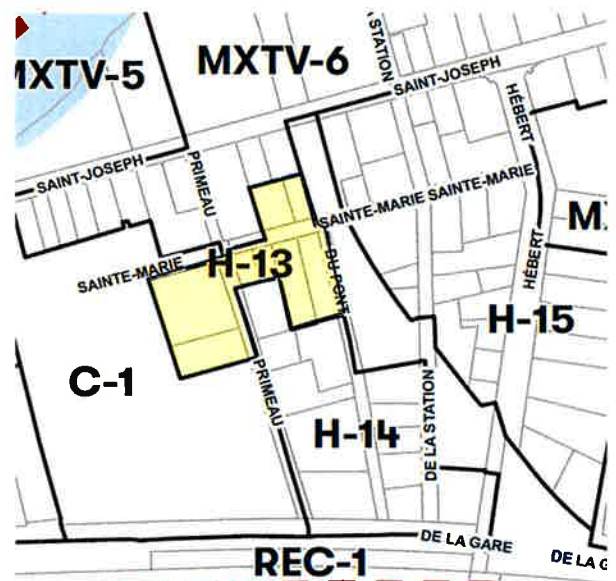 MXTV-5
MXTV-6
STATION
SAINT-JOSEPH
HÉBERT
SAINT-JOSEPH
PRIMEAU
SAINTE-MARIE SAINTE-MARIE
M
SAINTE-MARIE
H-13
DU PONT
HÉBERT
H-15
C-1
PRIMEAU
H-14
DE LA STATION
DE LA GARE
DE LA G
REC-1